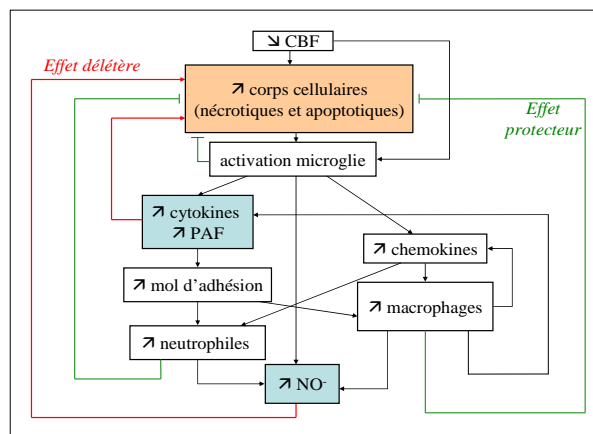 ↘ CBF
Effet délétère
↗ corps cellulaires
(nécrotiques et apoptotiques)
Effet
protecteur
activation microglie
↗ cytokines
↗ PAF
↗ chemokines
↗ mol d'adhésion
↗ macrophages
↗ neutrophiles
↗ NO-